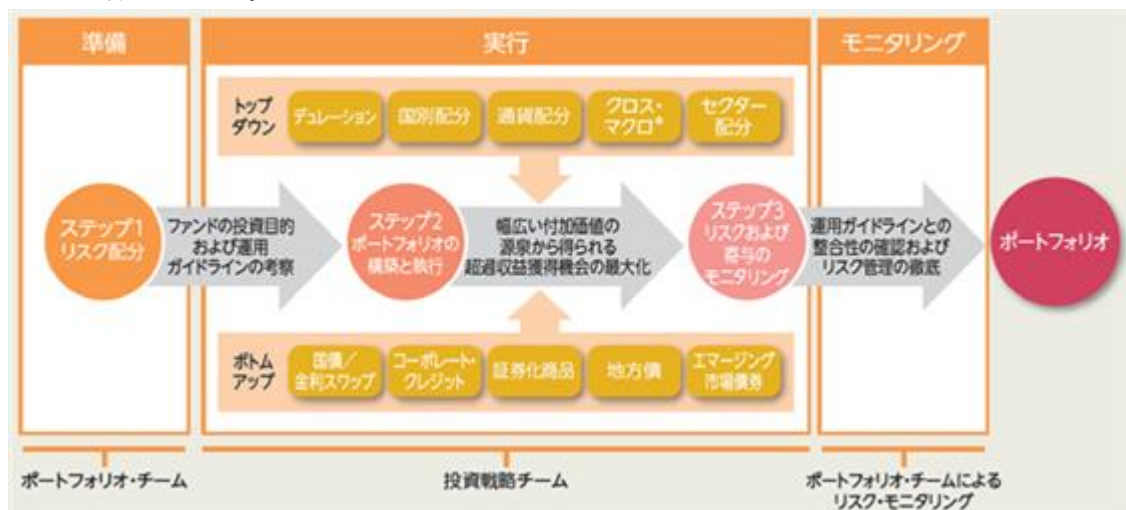 準備
実行
モニタリング
トップ
ダウン
デュレーション
国別配分
通貨配分
クロス・
マクロ*
セクター
配分
ステップ1
リスク配分
ファンドの投資目的
および運用
ガイドラインの考察
ステップ2
ポートフォリオの
構築と執行
幅広い付加価値の
源泉から得られる
超過収益獲得機会の最大化
ステップ3
リスクおよび
寄与の
モニタリング
運用ガイドラインとの
整合性の確認および
リスク管理の徹底
ポートフォリオ
ボトム
アップ
国債／
金利スワップ
コーポレート・
クレジット
証券化商品
地方債
エマージング
市場債券
ポートフォリオ・チーム
投資戦略チーム
ポートフォリオ・チームによる
リスク・モニタリング